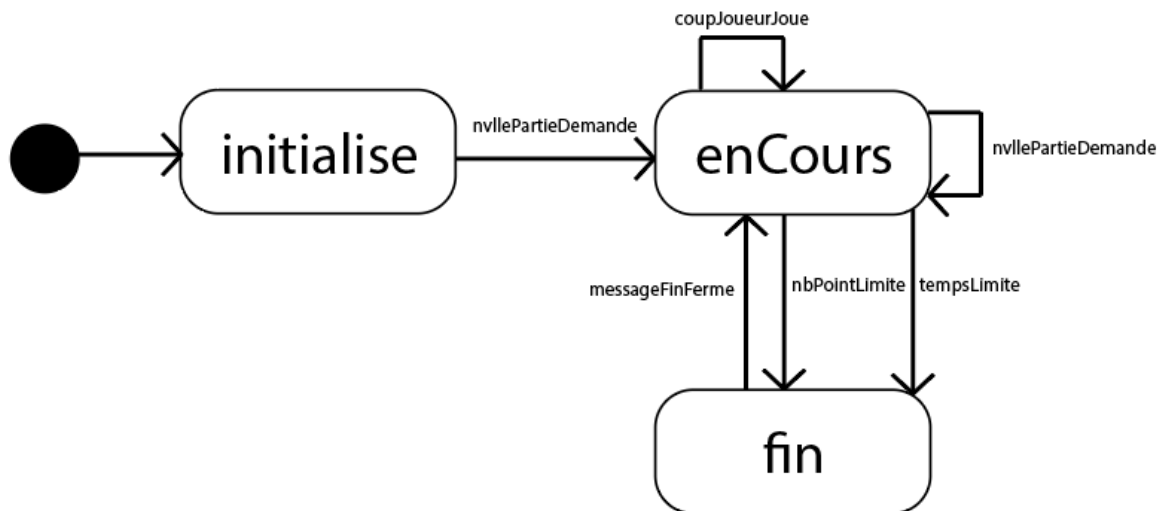 coupJoueurJoue
initialise
nvllePartieDemande
enCours
nvllePartieDemande
messageFinFerme
nbPointLimite
tempsLimite
fin